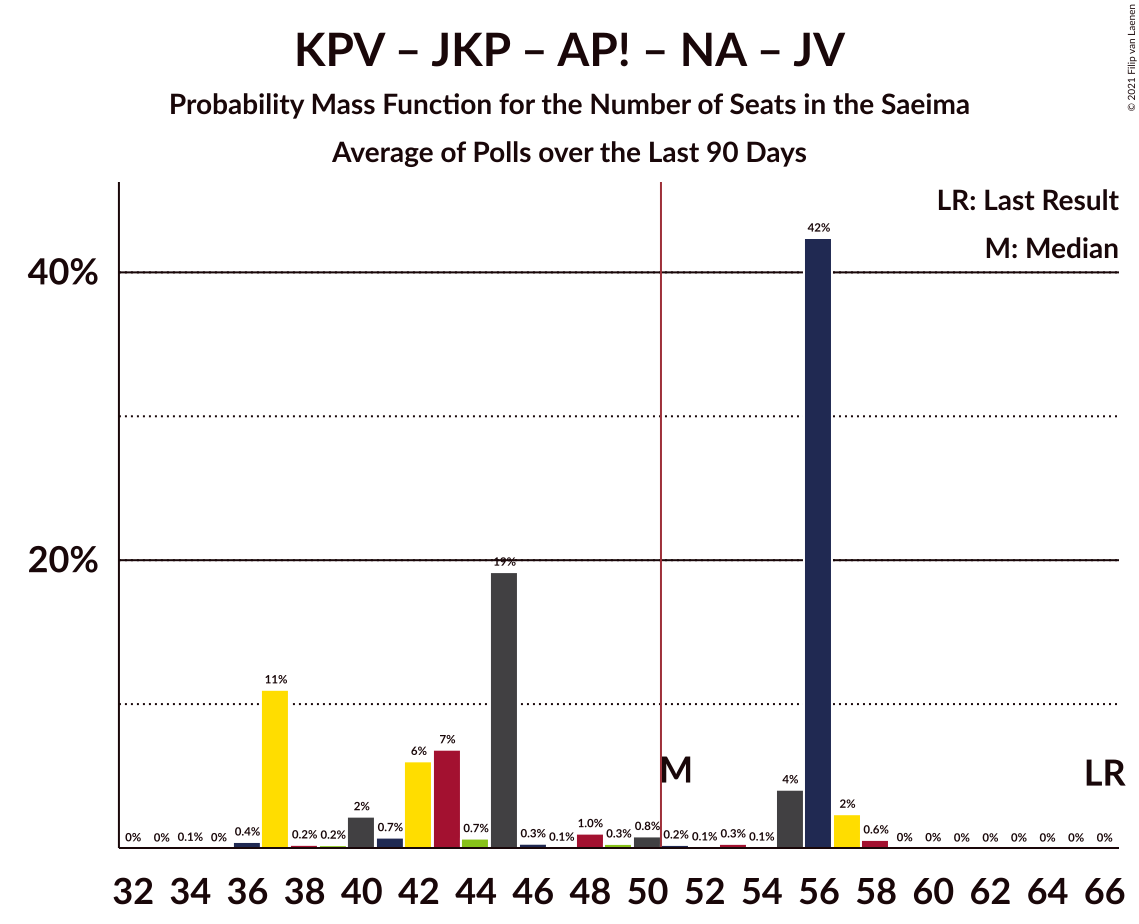 KPV – JKP – AP! – NA – JV
Probability Mass Function for the Number of Seats in the Saeima
Average of Polls over the Last 90 Days
© 2021 Filip van Laenen
LR: Last Result
M: Median
40%
20%
0% 0% 0.1% 0% 0.4% 11% 0.2% 0.2% 2% 0.7% 6% 7% 0.7% 19% 0.3% 0.1% 1.0% 0.3% 0.8% 0.2% 0.1% 0.3% 0.1% 4% 42% 2% 0.6% 0% 0% 0% 0% 0% 0% 0% 0%
M
LR
32 34 36 38 40 42 44 46 48 50 52 54 56 58 60 62 64 66